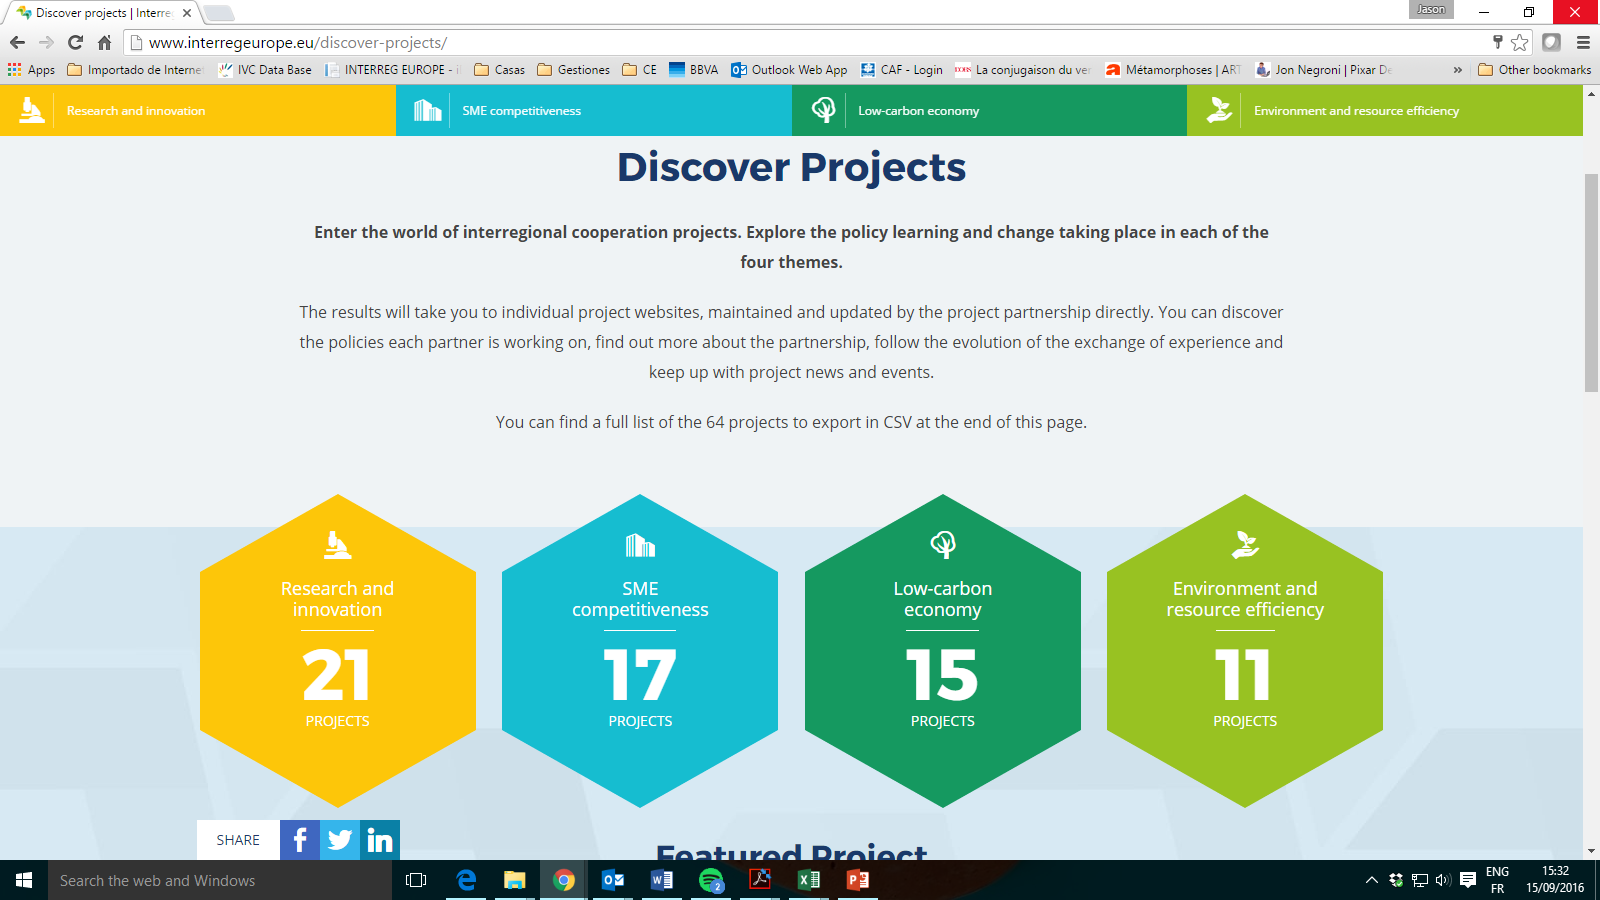 Discover projects | Interre
Jason
www.interregeurope.eu/discover-projects/
Apps
Importado de Internet
IVC Data Base
INTERREG EUROPE - i
Casas
Gestiones
CE
BBVA
Outlook Web App
CAF - Login
La conjugaison du ver
Métamorphoses | ART
Jon Negroni | Pixar De
»
Other bookmarks
Research and innovation
SME competitiveness
Low-carbon economy
Environment and resource efficiency
Discover Projects
Enter the world of interregional cooperation projects. Explore the policy learning and change taking place in each of the
four themes.
The results will take you to individual project websites, maintained and updated by the project partnership directly. You can discover
the policies each partner is working on, find out more about the partnership, follow the evolution of the exchange of experience and
keep up with project news and events.
You can find a full list of the 64 projects to export in CSV at the end of this page.
Research and
innovation
21
PROJECTS
SME
competitiveness
17
PROJECTS
Low-carbon
economy
15
PROJECTS
Environment and
resource efficiency
11
PROJECTS
SHARE
Featured Project
Search the web and Windows
2
ENG
FR
15:32
15/09/2016